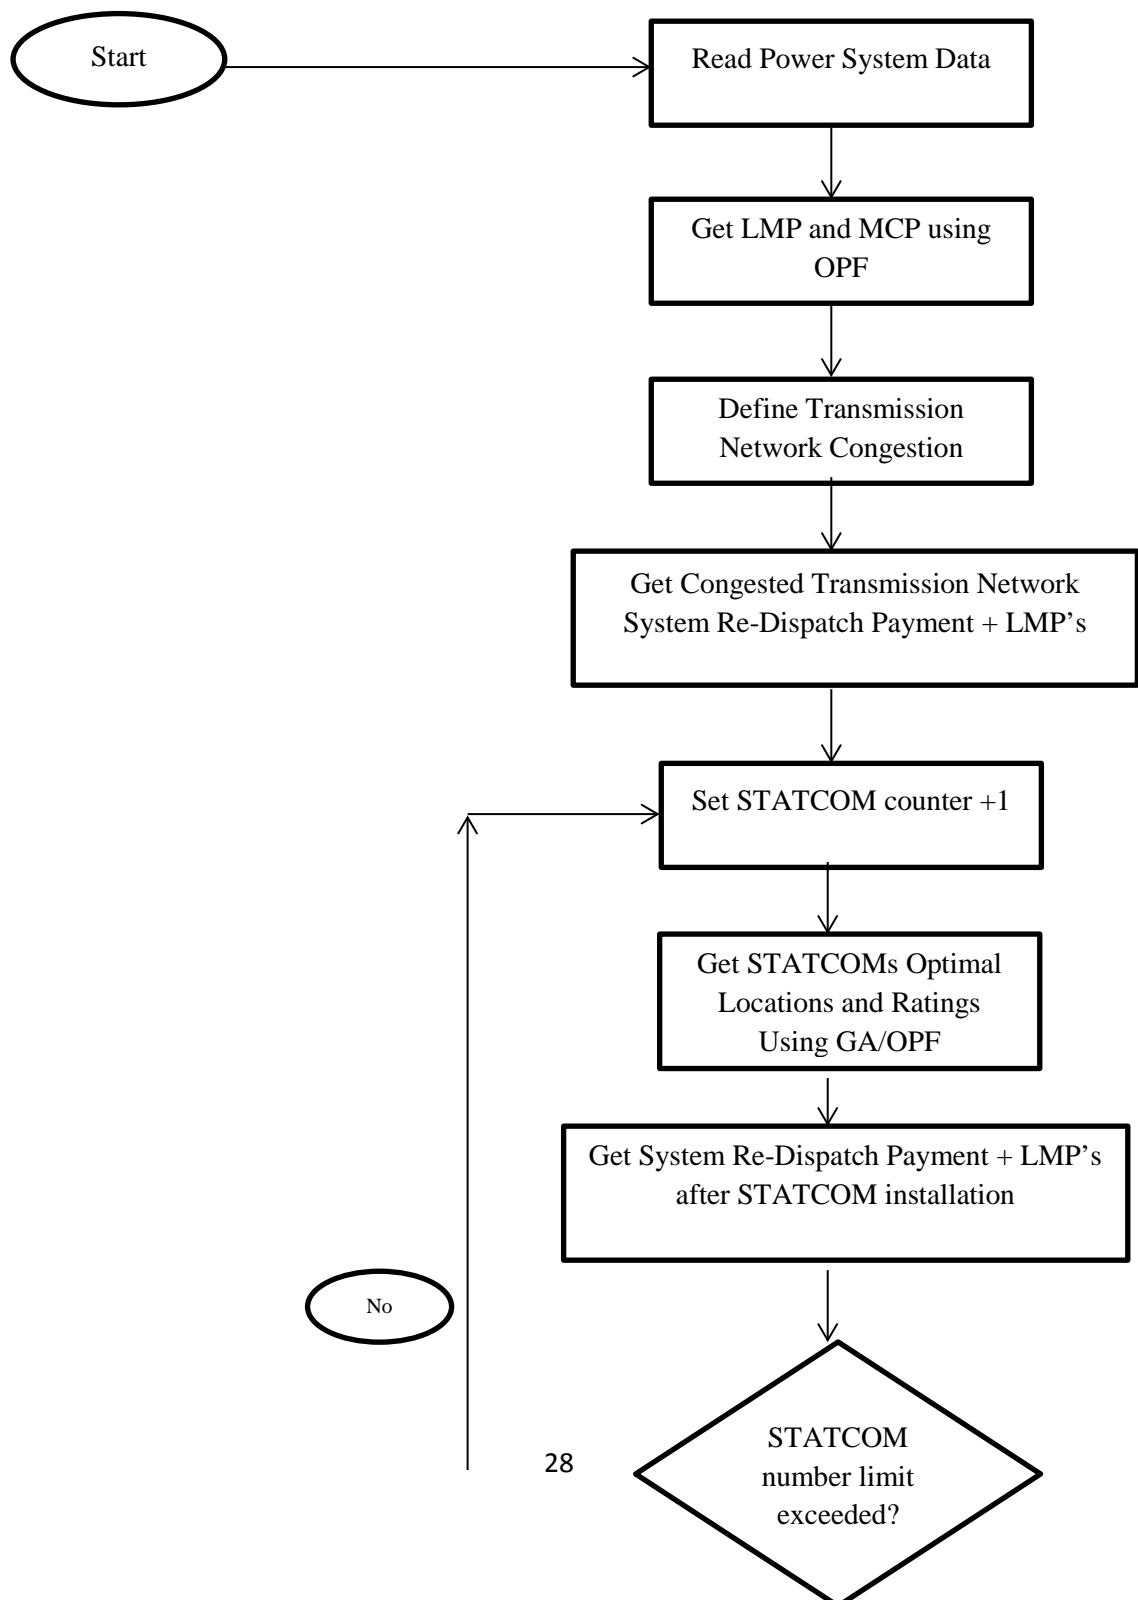 Start
Read Power System Data
Get LMP and MCP using
OPF
Define Transmission
Network Congestion
Get Congested Transmission Network
System Re-Dispatch Payment + LMP’s
Set STATCOM counter +1
Get STATCOMs Optimal
Locations and Ratings
Using GA/OPF
Get System Re-Dispatch Payment + LMP’s
after STATCOM installation
No
STATCOM
number limit
exceeded?
28